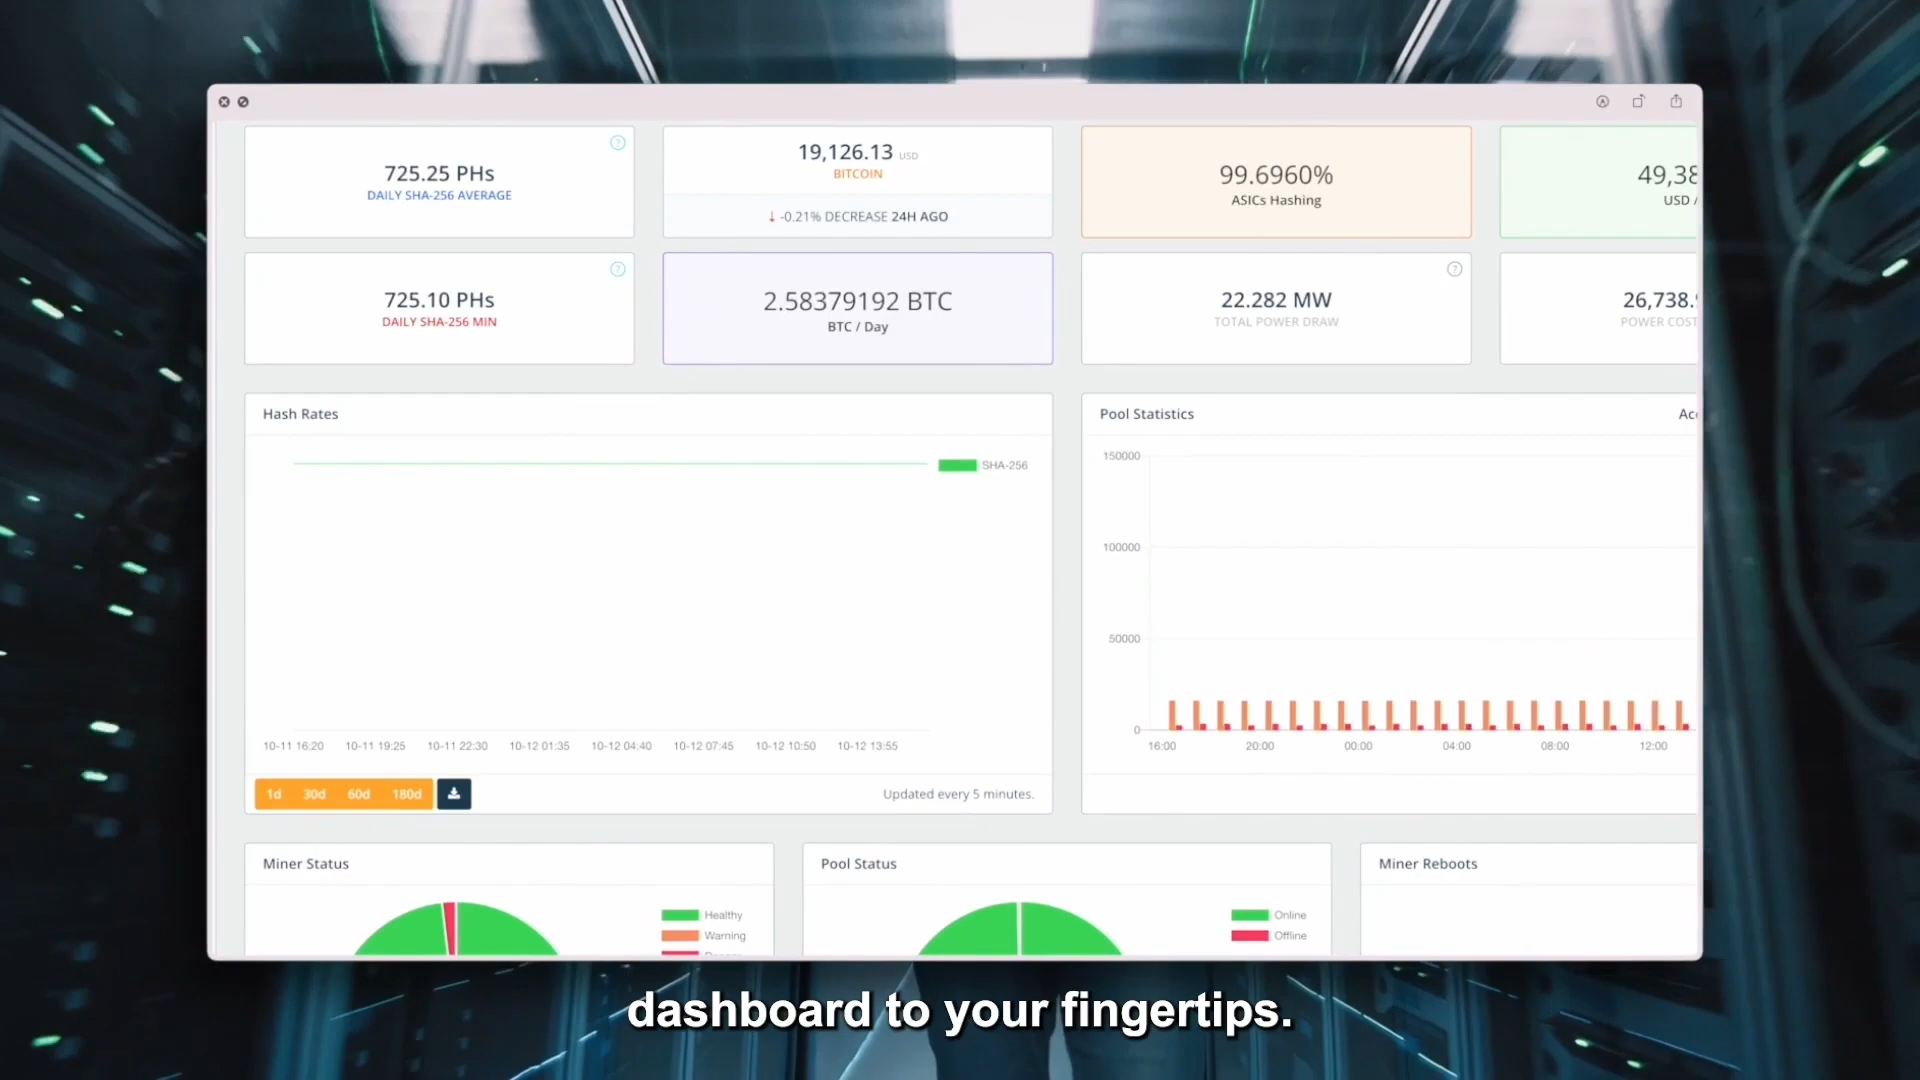 725.25 PHs
DAILY SHA-256 AVERAGE
19,126.13 USD
BITCOIN
↓ -0.21% DECREASE 24H AGO
99.6960%
ASICs Hashing
49,38
USD /
725.10 PHs
DAILY SHA-256 MIN
2.58379192 BTC
BTC / Day
22.282 MW
TOTAL POWER DRAW
26,738.
POWER COST
Hash Rates
SHA-256
10-11 16:20 10-11 19:25 10-11 22:30 10-12 01:35 10-12 04:40 10-12 07:45 10-12 10:50 10-12 13:55
1d 30d 60d 180d
Updated every 5 minutes.
Pool Statistics
150000
100000
50000
0
16:00 20:00 00:00 04:00 08:00 12:00
Miner Status
Healthy
Warning
Pool Status
Online
Offline
Miner Reboots
dashboard to your fingertips.